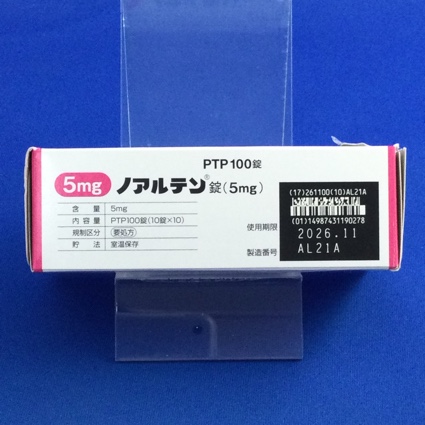 PTP100錠
5mg ノアルテン®錠(5mg)
含量 5mg
内容量 PTP100錠(10錠×10)
規制区分 要処方
貯法 室温保存
使用期限 2026.11
製造番号 AL21A
(17)261100(10)AL21A
(01)14987431190278